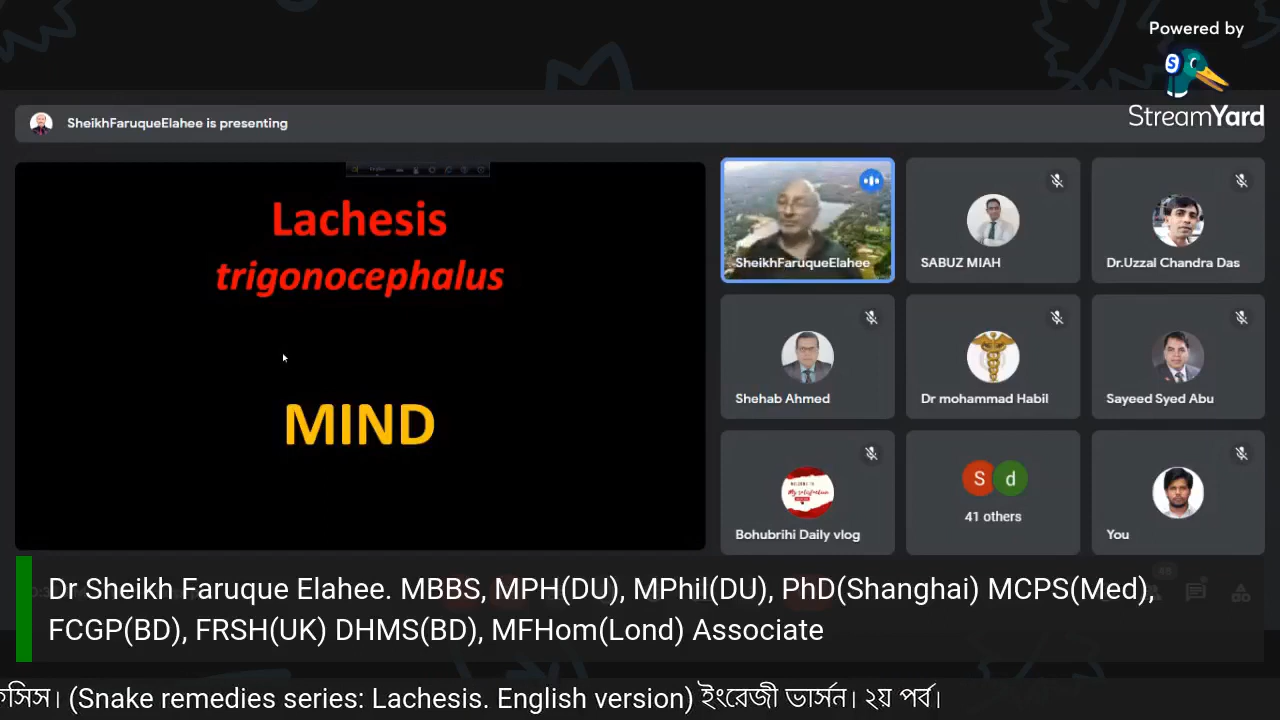 Powered by
StreamYard
SheikhFaruqueElahee is presenting
Lachesis
trigonocephalus
MIND
SheikhFaruqueElahee
SABUZ MIAH
Dr.Uzzal Chandra Das
Shehab Ahmed
Dr mohammad Habil
Sayeed Syed Abu
Bohubrihi Daily vlog
S d
41 others
You
Dr Sheikh Faruque Elahee. MBBS, MPH(DU), MPhil(DU), PhD(Shanghai) MCPS(Med),
FCGP(BD), FRSH(UK) DHMS(BD), MFHom(Lond) Associate
(Snake remedies series: Lachesis. English version) ইংরেজী ভার্সন। ২য় পর্ব।